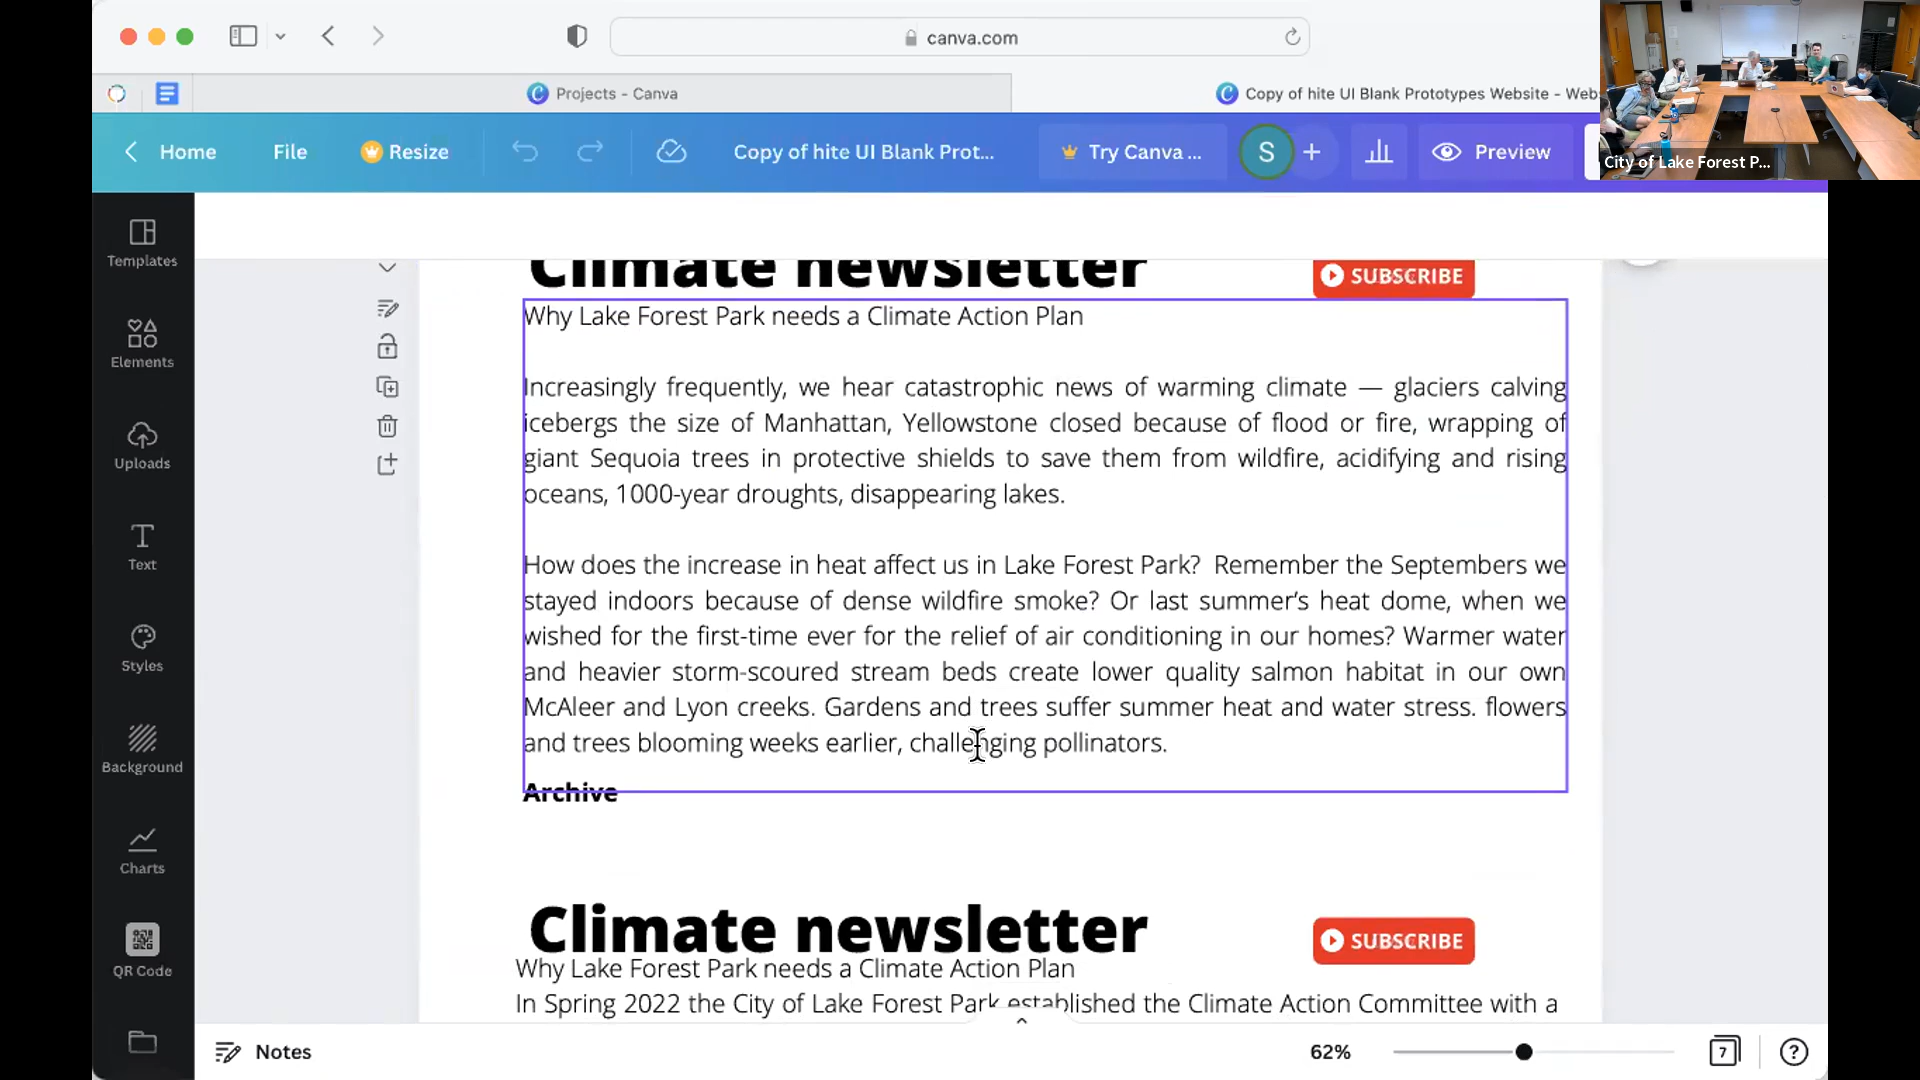 canva.com
Projects - Canva
Copy of hite UI Blank Prototypes Website - Web
Home
File
Resize
Copy of hite UI Blank Prot...
Try Canva ...
S
Preview
City of Lake Forest P...
Templates
Elements
Uploads
Text
Styles
Background
Charts
QR Code
Climate newsletter
SUBSCRIBE
Why Lake Forest Park needs a Climate Action Plan
Increasingly frequently, we hear catastrophic news of warming climate — glaciers calving
icebergs the size of Manhattan, Yellowstone closed because of flood or fire, wrapping of
giant Sequoia trees in protective shields to save them from wildfire, acidifying and rising
oceans, 1000-year droughts, disappearing lakes.
How does the increase in heat affect us in Lake Forest Park?  Remember the Septembers we
stayed indoors because of dense wildfire smoke? Or last summer’s heat dome, when we
wished for the first-time ever for the relief of air conditioning in our homes? Warmer water
and heavier storm-scoured stream beds create lower quality salmon habitat in our own
McAleer and Lyon creeks. Gardens and trees suffer summer heat and water stress. flowers
and trees blooming weeks earlier, challenging pollinators.
Archive
Climate newsletter
SUBSCRIBE
Why Lake Forest Park needs a Climate Action Plan
In Spring 2022 the City of Lake Forest Park established the Climate Action Committee with a
Notes
62%
7
?